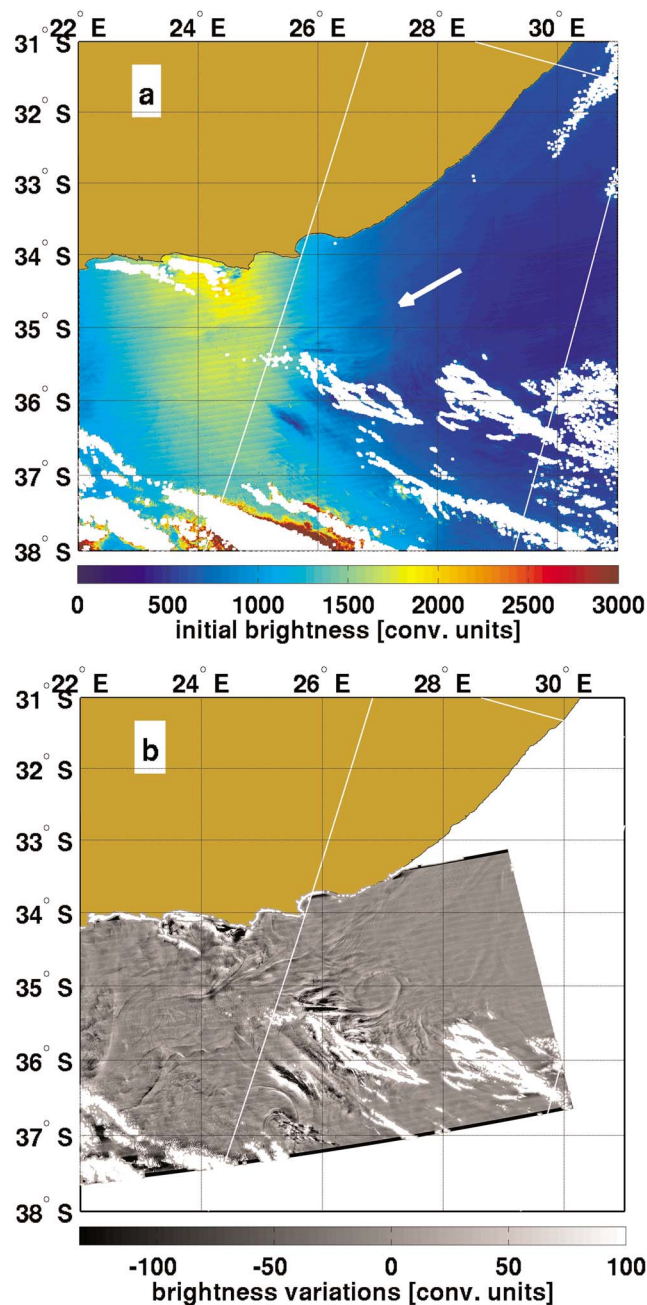 22° E 24° E 26° E 28° E 30° E
31° S
a
32° S
33° S
34° S
35° S
36° S
37° S
38° S
0 500 1000 1500 2000 2500 3000
initial brightness [conv. units]
22° E 24° E 26° E 28° E 30° E
31° S
b
32° S
33° S
34° S
35° S
36° S
37° S
38° S
-100 -50 0 50 100
brightness variations [conv. units]